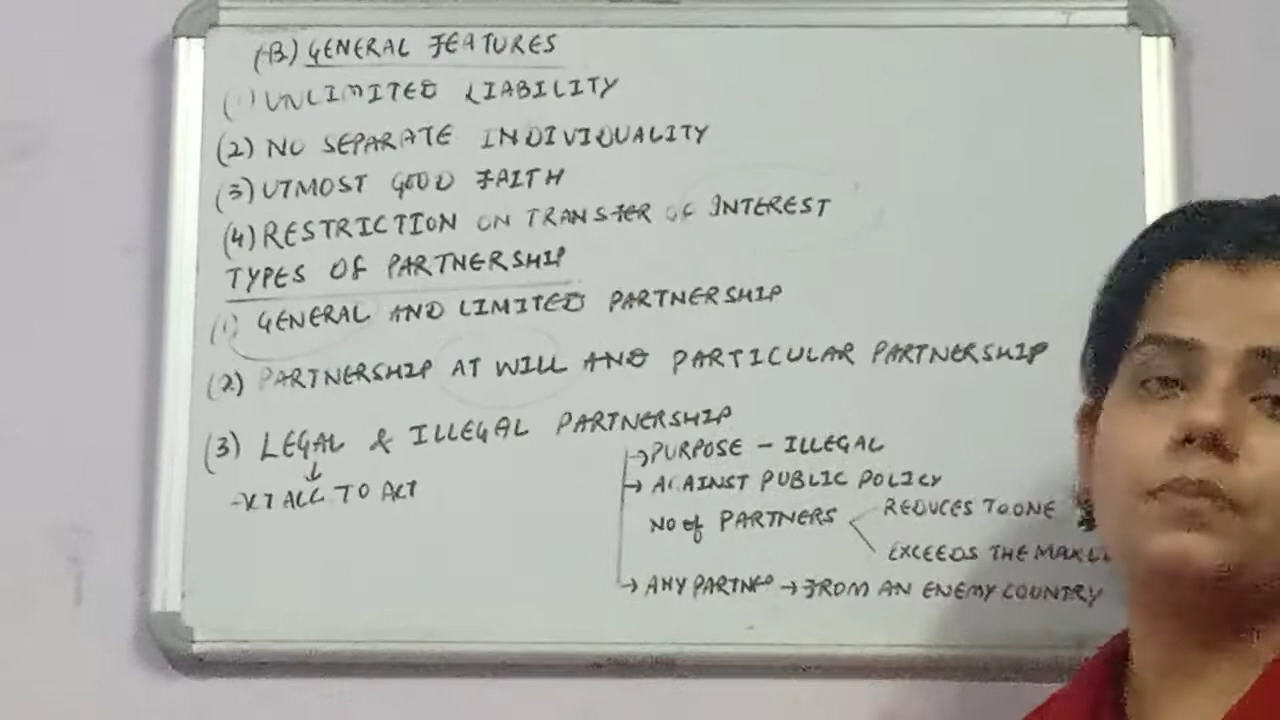 (B) GENERAL FEATURES
(1) UNLIMITED LIABILITY
(2) NO SEPARATE INDIVIDUALITY
(3) UTMOST GOOD FAITH
(4) RESTRICTION ON TRANSFER OF INTEREST
TYPES OF PARTNERSHIP
(1) GENERAL AND LIMITED PARTNERSHIP
(2) PARTNERSHIP AT WILL AND PARTICULAR PARTNERSHIP
(3) LEGAL & ILLEGAL PARTNERSHIP
→ PURPOSE - ILLEGAL
→ AGAINST PUBLIC POLICY
NO of PARTNERS
REDUCES TO ONE
EXCEEDS THE MAX
→ ANY PARTNER → FROM AN ENEMY COUNTRY
↓
ACC TO ACT